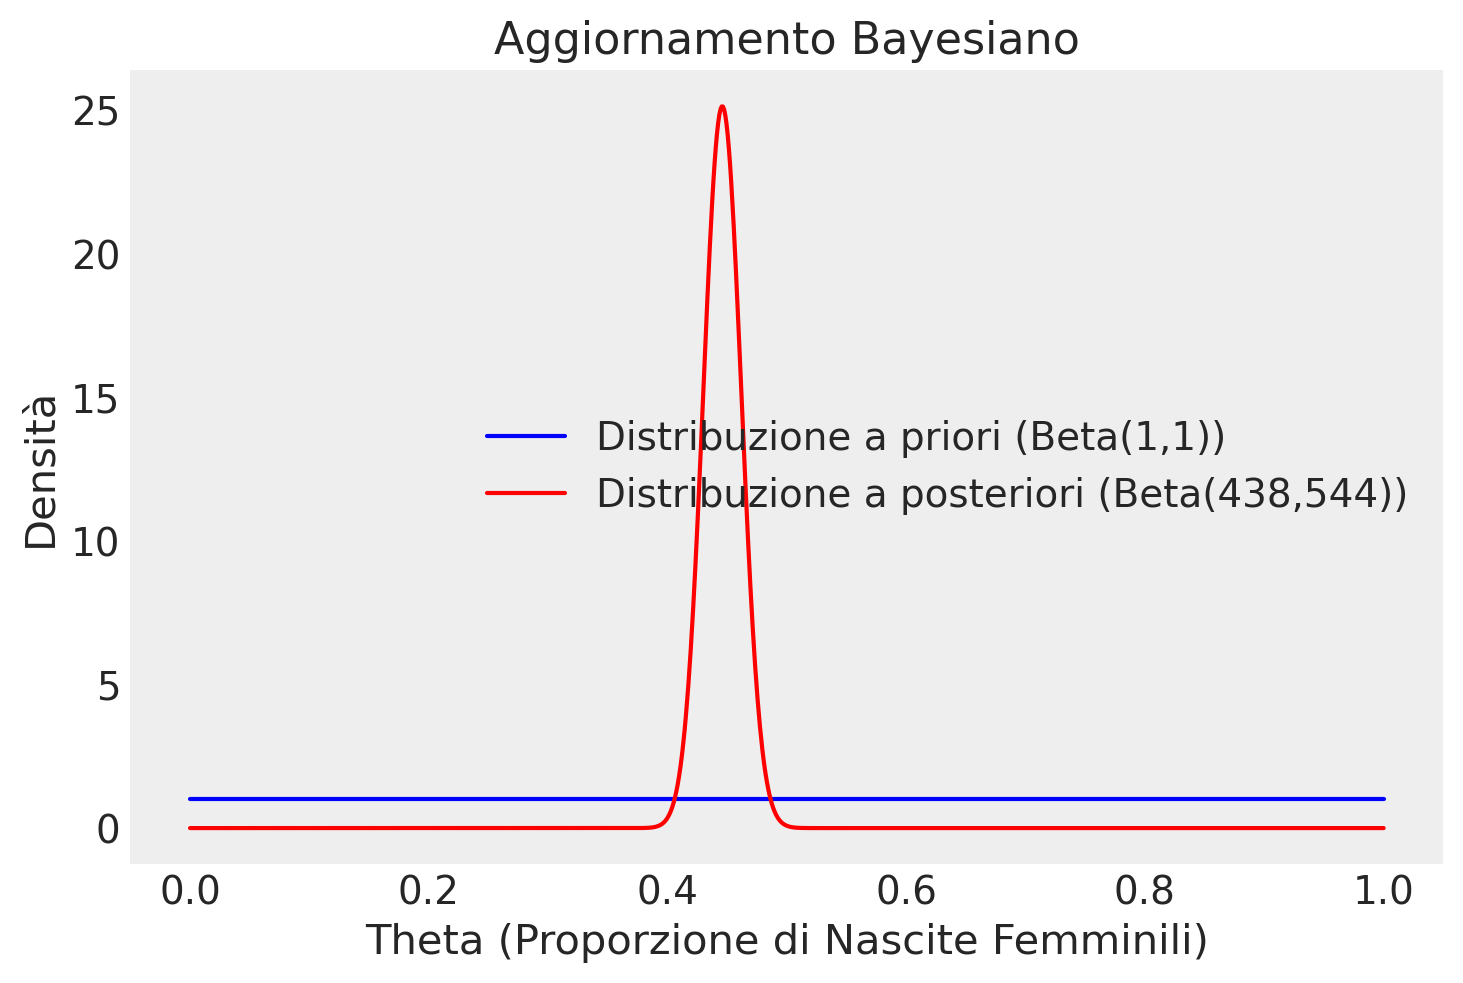 Aggiornamento Bayesiano
25
20
15
10
5
0
Densità
Distribuzione a priori (Beta(1,1))
Distribuzione a posteriori (Beta(438,544))
0.0 0.2 0.4 0.6 0.8 1.0
Theta (Proporzione di Nascite Femminili)